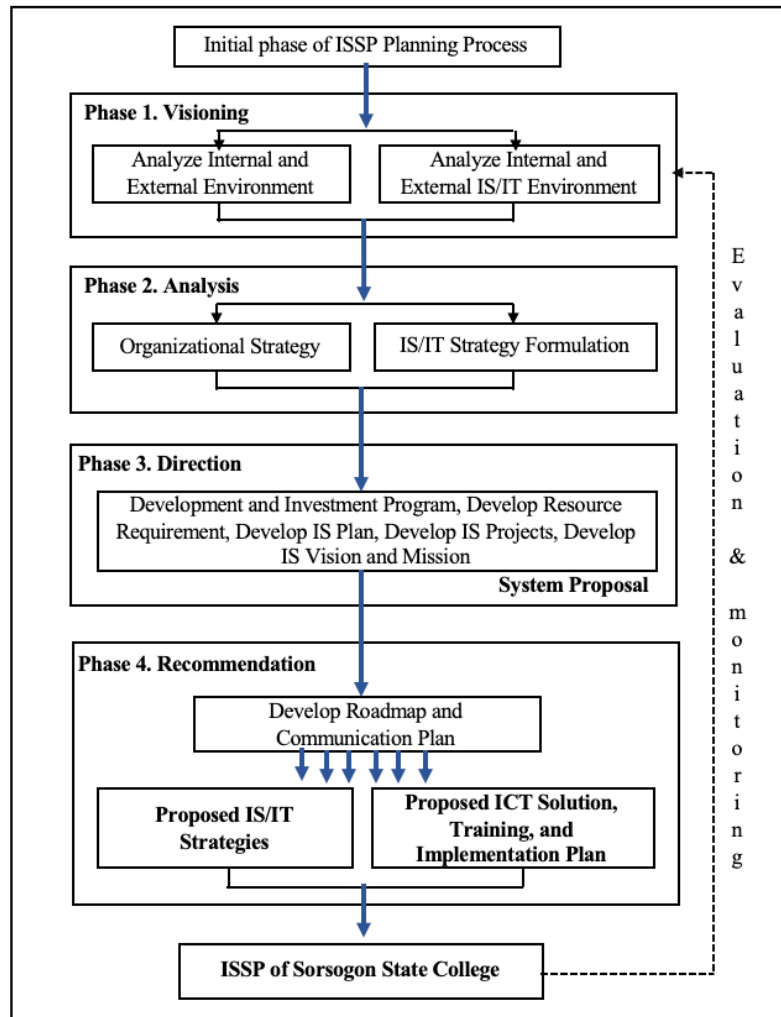 Initial phase of ISSP Planning Process
Phase 1. Visioning
Analyze Internal and
External Environment
Analyze Internal and
External IS/IT Environment
Phase 2. Analysis
Organizational Strategy
IS/IT Strategy Formulation
Phase 3. Direction
Development and Investment Program, Develop Resource
Requirement, Develop IS Plan, Develop IS Projects, Develop
IS Vision and Mission
System Proposal
Phase 4. Recommendation
Develop Roadmap and
Communication Plan
Proposed IS/IT
Strategies
Proposed ICT Solution,
Training, and
Implementation Plan
ISSP of Sorsogon State College
Evaluation & monitoring